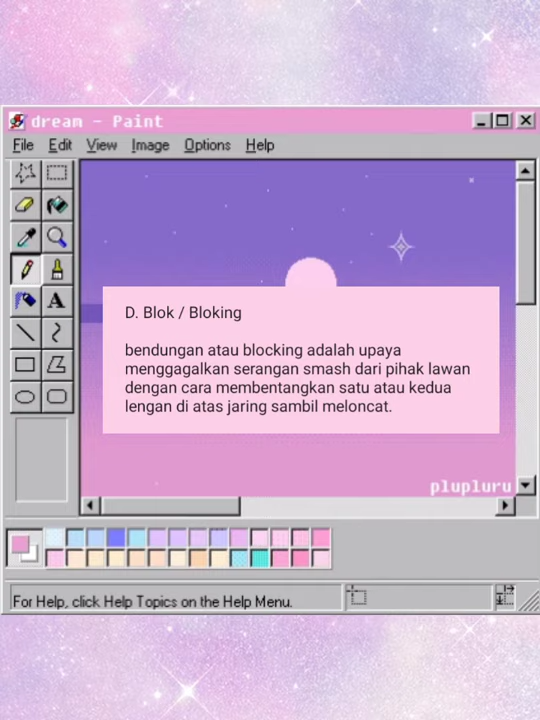 dream - Paint
File Edit View Image Options Help
A
D. Blok / Bloking
bendungan atau blocking adalah upaya
menggagalkan serangan smash dari pihak lawan
dengan cara membentangkan satu atau kedua
lengan di atas jaring sambil meloncat.
plupluru
For Help, click Help Topics on the Help Menu.